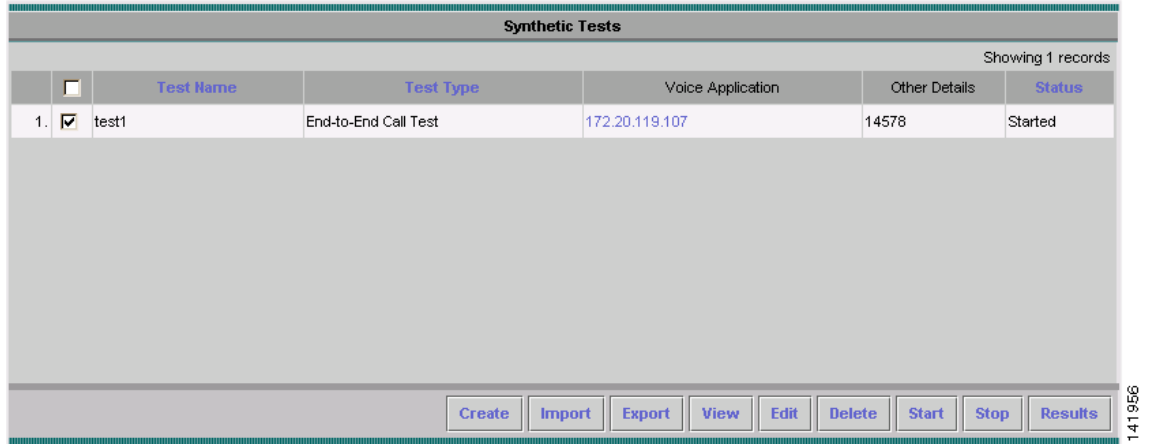 Synthetic Tests
Showing 1 records
Test Name Test Type Voice Application Other Details Status
1. test1 End-to-End Call Test 172.20.119.107 14578 Started
Create Import Export View Edit Delete Start Stop Results
141956